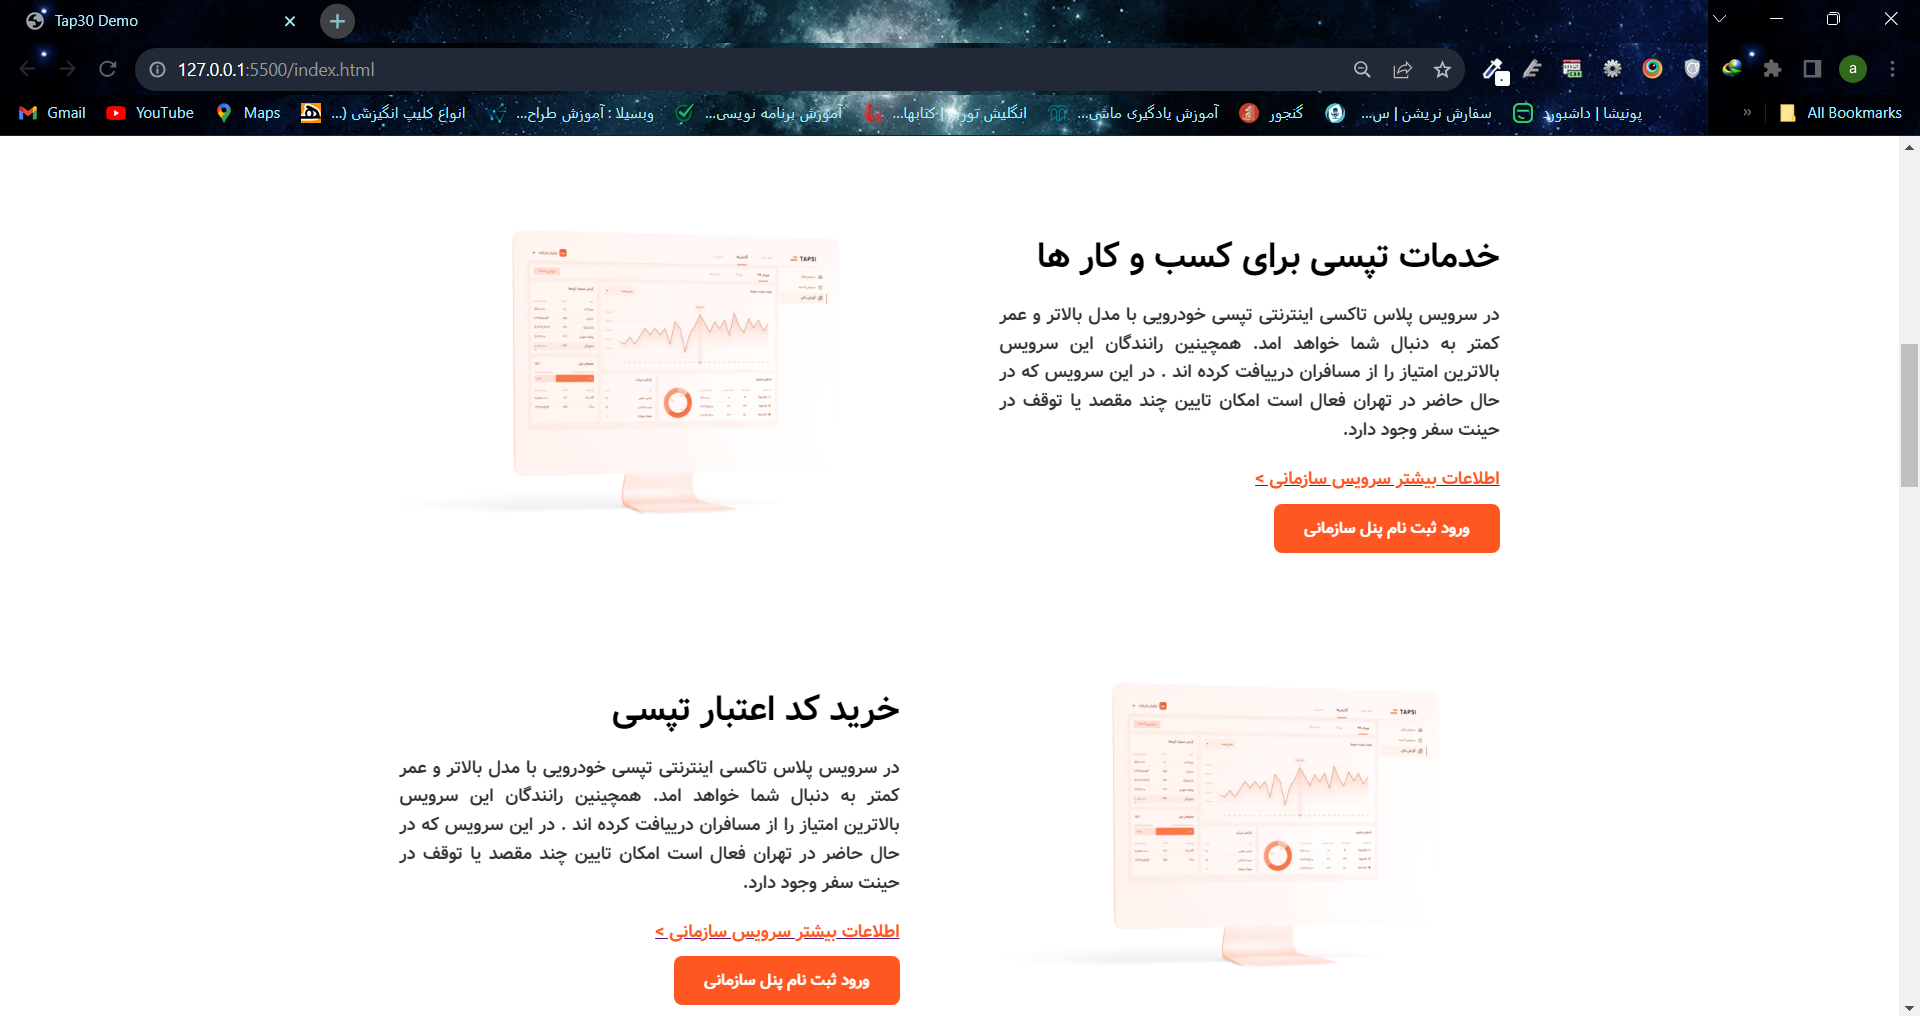 Tap30 Demo
127.0.0.1:5500/index.html
a
Gmail
YouTube
Maps
انواع کلیپ انگیزشی (...
وبسیلا : آموزش طراح...
آموزش برنامه نویسی...
انگلیش تورز | کتابها...
آموزش یادگیری ماشی...
گنجور
سفارش نریشن | س...
پونیشا | داشبورد
»
All Bookmarks
خدمات تپسی برای کسب و کار ها
در سرویس پلاس تاکسی اینترنتی تپسی خودرویی با مدل بالاتر و عمر
کمتر به دنبال شما خواهد امد. همچینین رانندگان این سرویس
بالاترین امتیاز را از مسافران درییافت کرده اند . در این سرویس که در
حال حاضر در تهران فعال است امکان تایین چند مقصد یا توقف در
حینت سفر وجود دارد.
اطلاعات بیشتر سرویس سازمانی >
ورود ثبت نام پنل سازمانی
TAPSI
خرید کد اعتبار تپسی
در سرویس پلاس تاکسی اینترنتی تپسی خودرویی با مدل بالاتر و عمر
کمتر به دنبال شما خواهد امد. همچینین رانندگان این سرویس
بالاترین امتیاز را از مسافران درییافت کرده اند . در این سرویس که در
حال حاضر در تهران فعال است امکان تایین چند مقصد یا توقف در
حینت سفر وجود دارد.
اطلاعات بیشتر سرویس سازمانی >
ورود ثبت نام پنل سازمانی
TAPSI